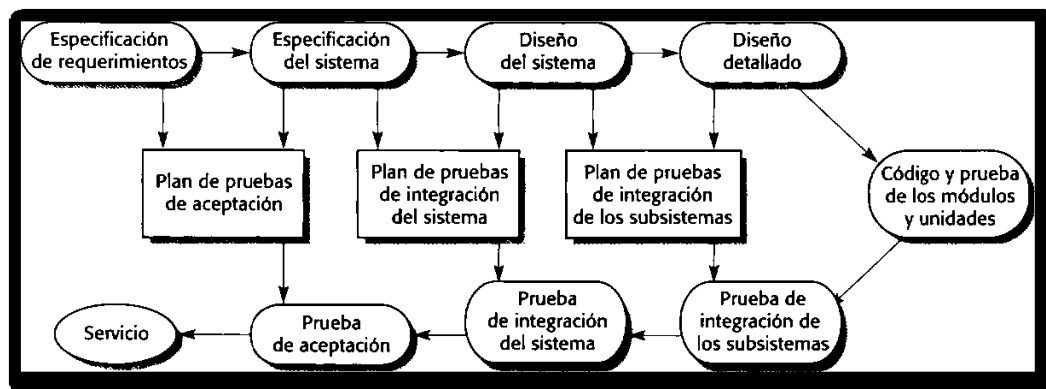 Especificación
de requerimientos
Especificación
del sistema
Diseño
del sistema
Diseño
detallado
Plan de pruebas
de aceptación
Plan de pruebas
de integración
del sistema
Plan de pruebas
de integración
de los subsistemas
Código y prueba
de los módulos
y unidades
Servicio
Prueba
de aceptación
Prueba
de integración
del sistema
Prueba de
integración de
los subsistemas